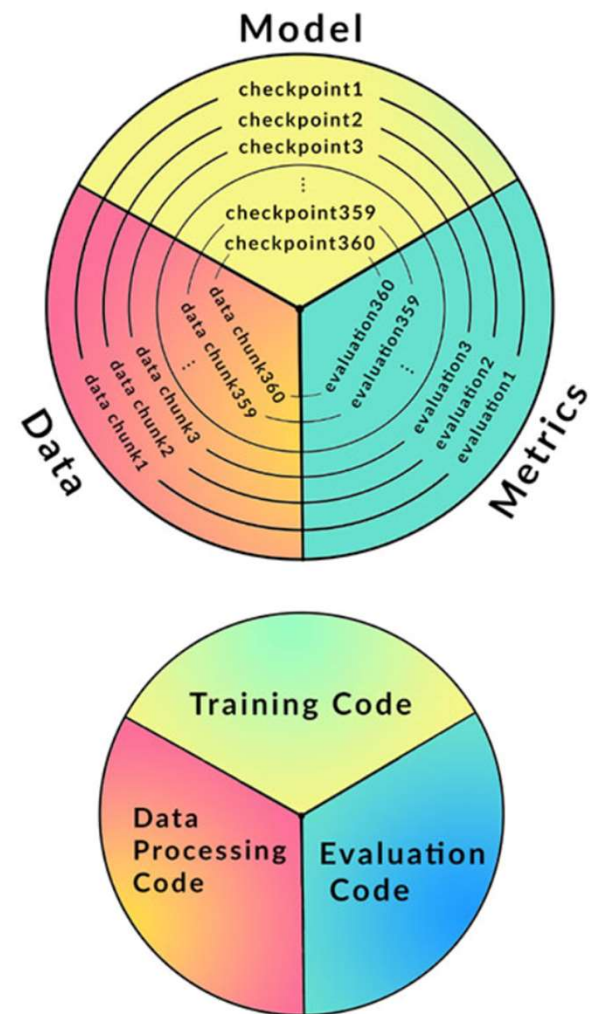 Model
checkpoint1
checkpoint2
checkpoint3
⋮
checkpoint359
checkpoint360
Data
data chunk1
data chunk2
data chunk3
⋮
data chunk359
data chunk360
Metrics
evaluation360
evaluation359
⋮
evaluation3
evaluation2
evaluation1
Training Code
Data
Processing
Code
Evaluation
Code